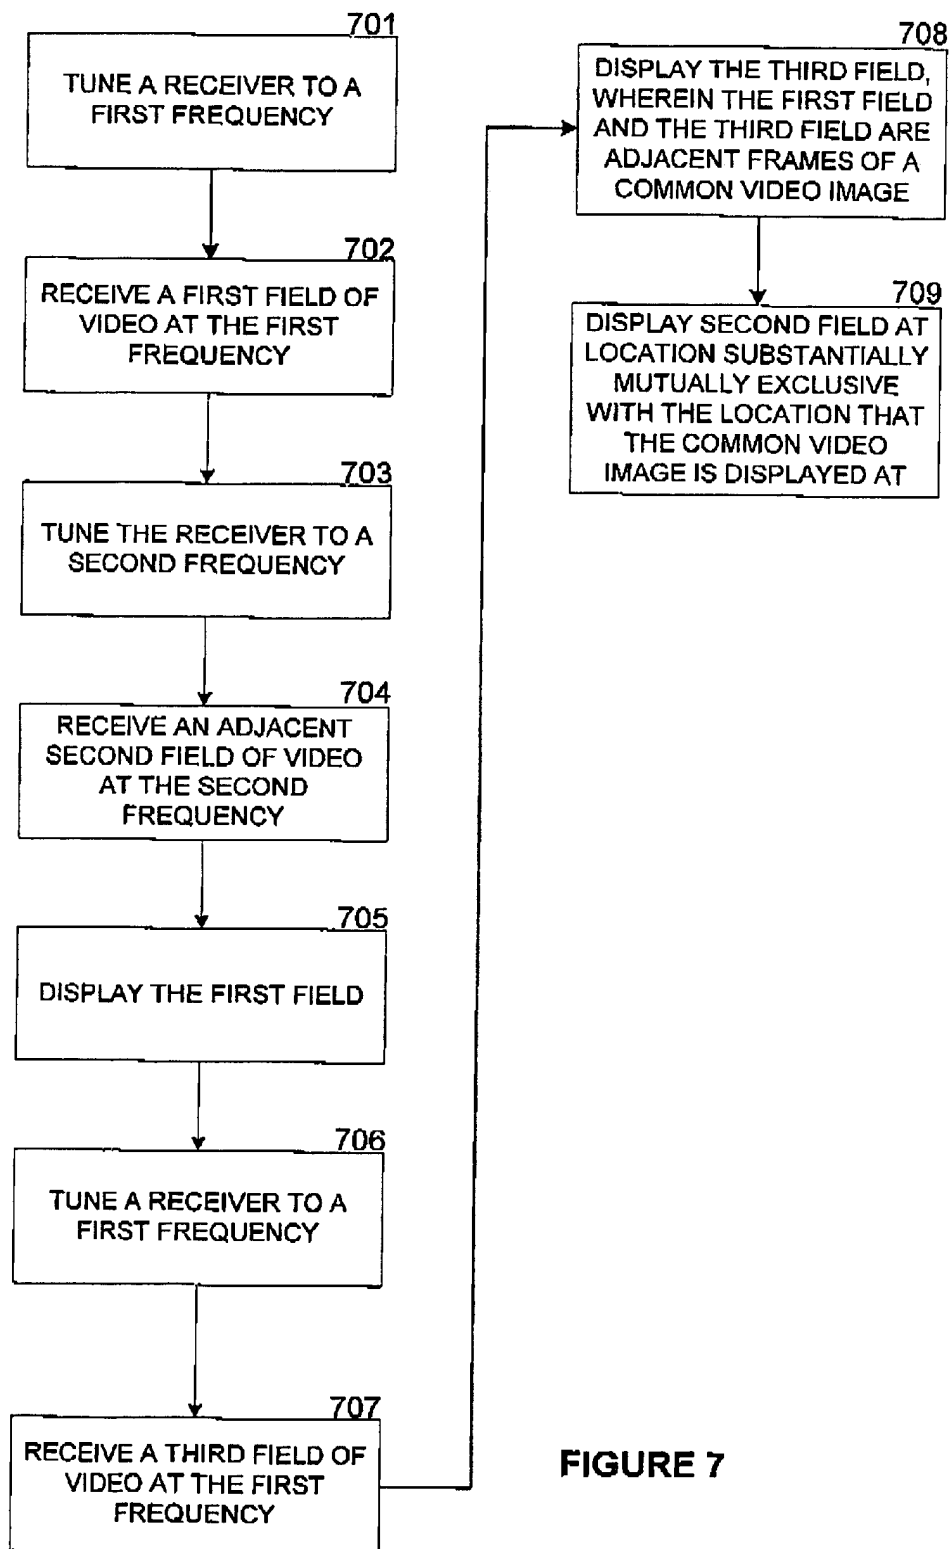 701
TUNE A RECEIVER TO A
FIRST FREQUENCY
702
RECEIVE A FIRST FIELD OF
VIDEO AT THE FIRST
FREQUENCY
703
TUNE THE RECEIVER TO A
SECOND FREQUENCY
704
RECEIVE AN ADJACENT
SECOND FIELD OF VIDEO
AT THE SECOND
FREQUENCY
705
DISPLAY THE FIRST FIELD
706
TUNE A RECEIVER TO A
FIRST FREQUENCY
707
RECEIVE A THIRD FIELD OF
VIDEO AT THE FIRST
FREQUENCY
708
DISPLAY THE THIRD FIELD,
WHEREIN THE FIRST FIELD
AND THE THIRD FIELD ARE
ADJACENT FRAMES OF A
COMMON VIDEO IMAGE
709
DISPLAY SECOND FIELD AT
LOCATION SUBSTANTIALLY
MUTUALLY EXCLUSIVE
WITH THE LOCATION THAT
THE COMMON VIDEO
IMAGE IS DISPLAYED AT
FIGURE 7